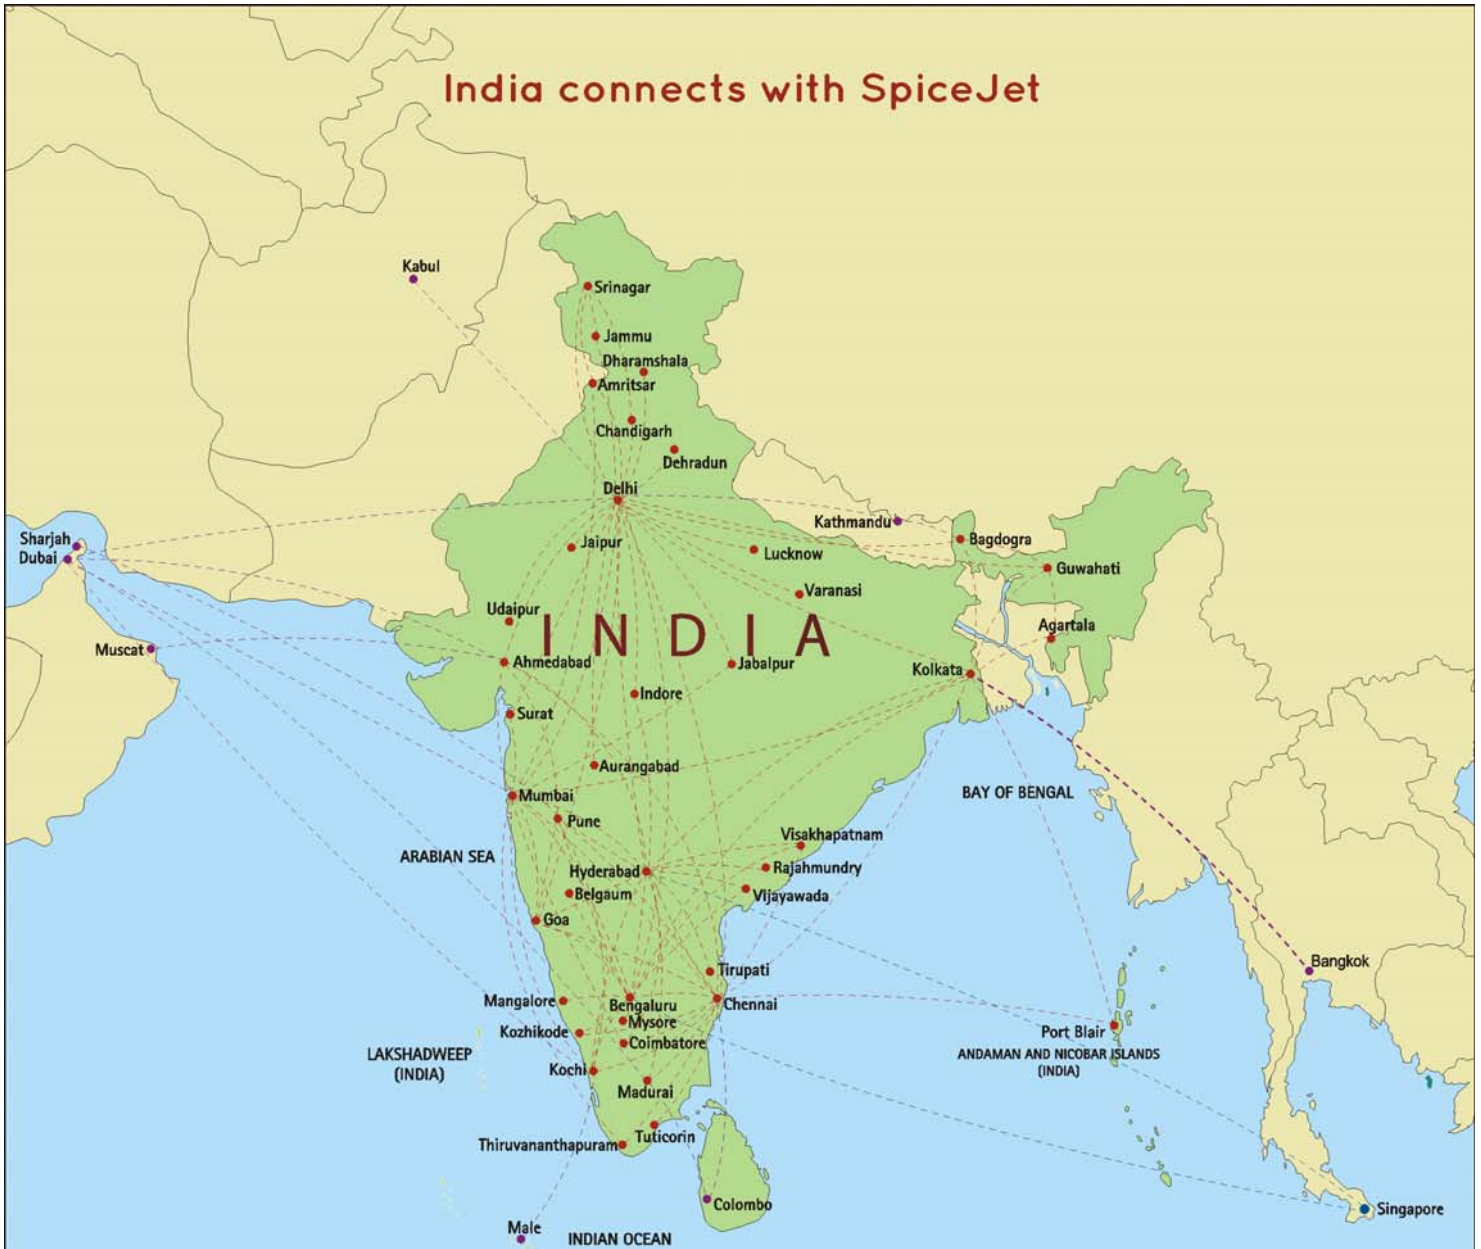 India connects with SpiceJet
Kabul
Srinagar
Jammu
Dharamshala
Amritsar
Chandigarh
Dehradun
Delhi
Kathmandu
Bagdogra
Sharjah
Dubai
Jaipur
Lucknow
Guwahati
Varanasi
Udaipur
INDIA
Agartala
Muscat
Ahmedabad
Jabalpur
Kolkata
Indore
Surat
Aurangabad
Mumbai
BAY OF BENGAL
Pune
Visakhapatnam
ARABIAN SEA
Hyderabad
Rajahmundry
Belgaum
Vijayawada
Goa
Bangkok
Tirupati
Mangalore
Bengaluru
Chennai
Mysore
Kozhikode
Port Blair
Coimbatore
LAKSHADWEEP
(INDIA)
ANDAMAN AND NICOBAR ISLANDS
(INDIA)
Kochi
Madurai
Tuticorin
Thiruvananthapuram
Colombo
Singapore
Male
INDIAN OCEAN